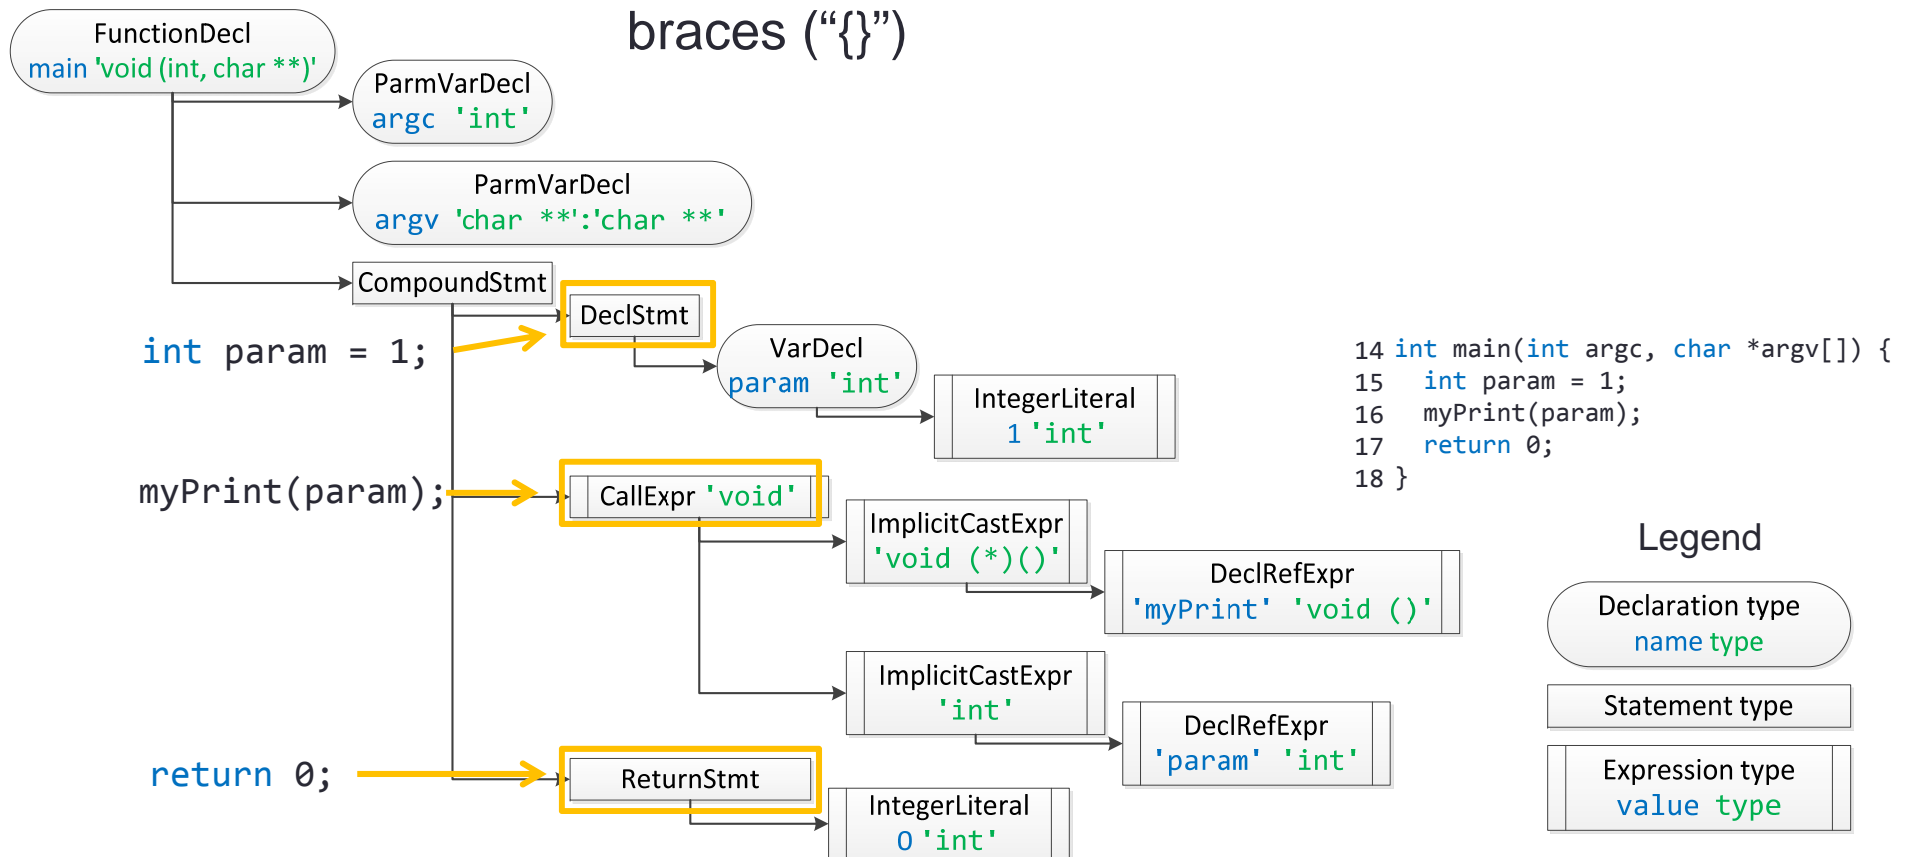 braces (“{}”)
FunctionDecl
main 'void (int, char **)'
ParmVarDecl
argc 'int'
ParmVarDecl
argv 'char **':'char **'
CompoundStmt
DeclStmt
int param = 1;
VarDecl
param 'int'
IntegerLiteral
1 'int'
myPrint(param);
CallExpr 'void'
ImplicitCastExpr
'void (*)()'
DeclRefExpr
'myPrint' 'void ()'
ImplicitCastExpr
'int'
DeclRefExpr
'param' 'int'
return 0;
ReturnStmt
IntegerLiteral
0 'int'
14 int main(int argc, char *argv[]) {
15 int param = 1;
16 myPrint(param);
17 return 0;
18 }
Legend
Declaration type
name type
Statement type
Expression type
value type